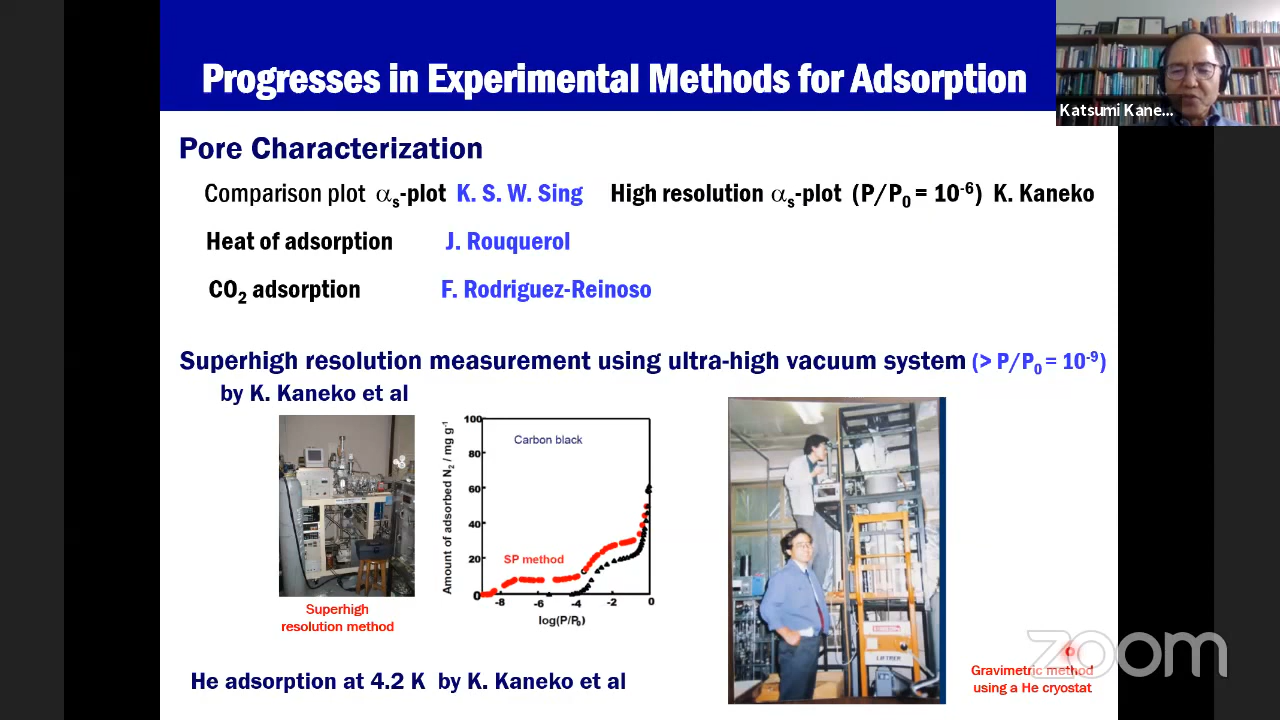 Progresses in Experimental Methods for Adsorption
Katsumi Kane...
Pore Characterization
Comparison plot αs-plot K. S. W. Sing High resolution αs-plot (P/P0 = 10-6) K. Kaneko
Heat of adsorption J. Rouquerol
CO2 adsorption F. Rodriguez-Reinoso
Superhigh resolution measurement using ultra-high vacuum system (> P/P0 = 10-9)
by K. Kaneko et al
Amount of adsorbed N2 / mg g-1
100
80
60
40
20
0
Carbon black
SP method
-8 -6 -4 -2 0
log(P/P0)
Superhigh
resolution method
LIFTER
zoom
Gravimetric method
using a He cryostat
He adsorption at 4.2 K by K. Kaneko et al